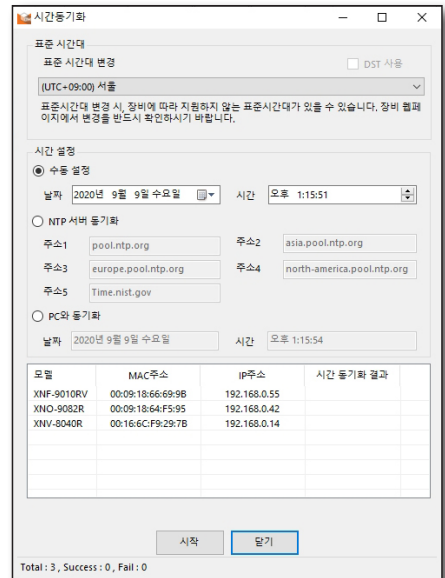 시간동기화
표준 시간대
표준 시간대 변경
DST 사용
(UTC+09:00) 서울
표준시간대 변경 시, 장비에 따라 지원하지 않는 표준시간대가 있을 수 있습니다. 장비 웹페
이지에서 변경을 반드시 확인하시기 바랍니다.
시간 설정
수동 설정
날짜 2020년 9월 9일 수요일 시간 오후 1:15:51
NTP 서버 동기화
주소1 pool.ntp.org 주소2 asia.pool.ntp.org
주소3 europe.pool.ntp.org 주소4 north-america.pool.ntp.org
주소5 Time.nist.gov
PC와 동기화
날짜 2020년 9월 9일 수요일 시간 오후 1:15:54
모델 MAC주소 IP주소 시간 동기화 결과
XNF-9010RV 00:09:18:66:69:9B 192.168.0.55
XNO-9082R 00:09:18:64:F5:95 192.168.0.42
XNV-8040R 00:16:6C:F9:29:7B 192.168.0.14
시작 닫기
Total : 3 , Success : 0 , Fail : 0